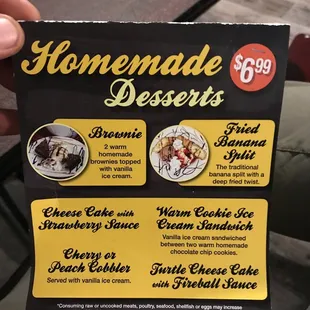 Homemade
Desserts
$6.99
Brownie
2 warm
homemade
brownies topped
with vanilla
ice cream.
Fried
Banana
Split
The traditional
banana split with a
deep fried twist.
Cheese Cake with
Strawberry Sauce
Cherry or
Peach Cobbler
Served with vanilla ice cream.
Warm Cookie Ice
Cream Sandwich
Vanilla ice cream sandwiched
between two warm homemade
chocolate chip cookies.
Turtle Cheese Cake
with Fireball Sauce
*Consuming raw or uncooked meats, poultry, seafood, shellfish or eggs may increase